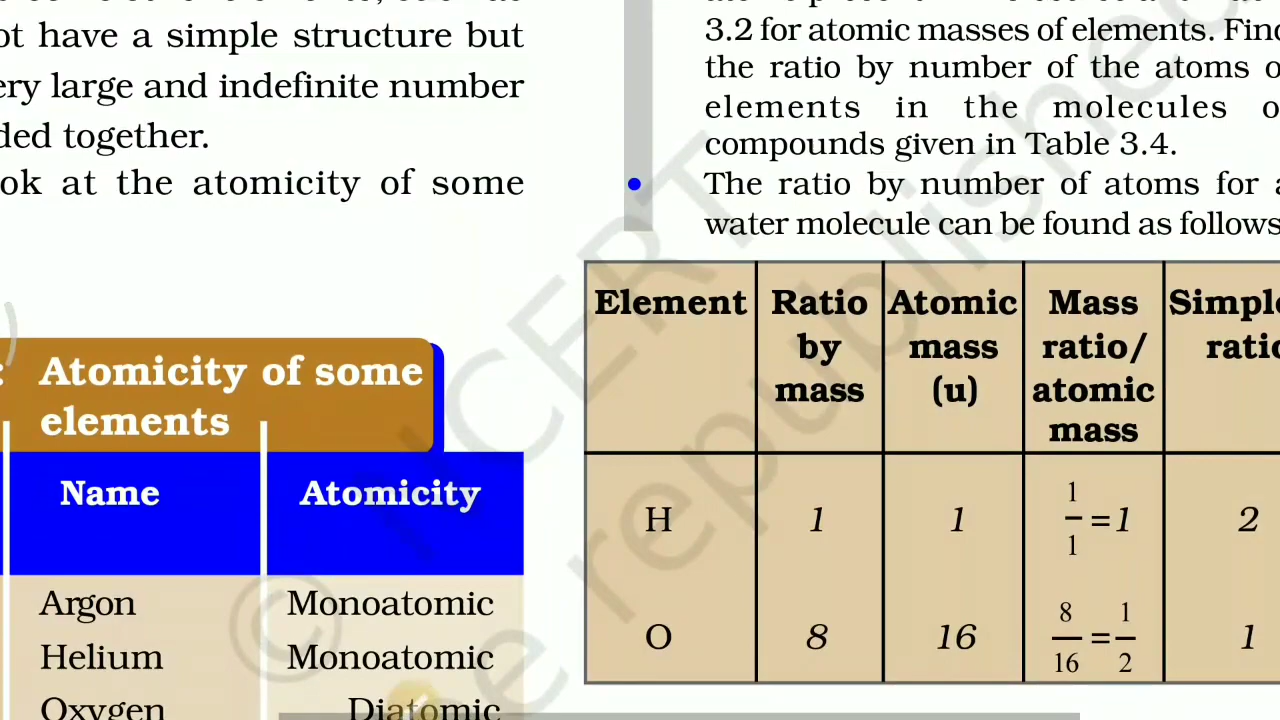 ot have a simple structure but
ery large and indefinite number
ded together.
ok at the atomicity of some
: Atomicity of some
elements
Name Atomicity
Argon Monoatomic
Helium Monoatomic
Oxygen Diatomic
3.2 for atomic masses of elements. Find
the ratio by number of the atoms o
elements in the molecules o
compounds given in Table 3.4.
• The ratio by number of atoms for a
water molecule can be found as follows
Element Ratio by mass Atomic mass (u) Mass ratio/ atomic mass Simple ratio
H 1 1 1/1 = 1 2
O 8 16 8/16 = 1/2 1
© NCERT
e republished